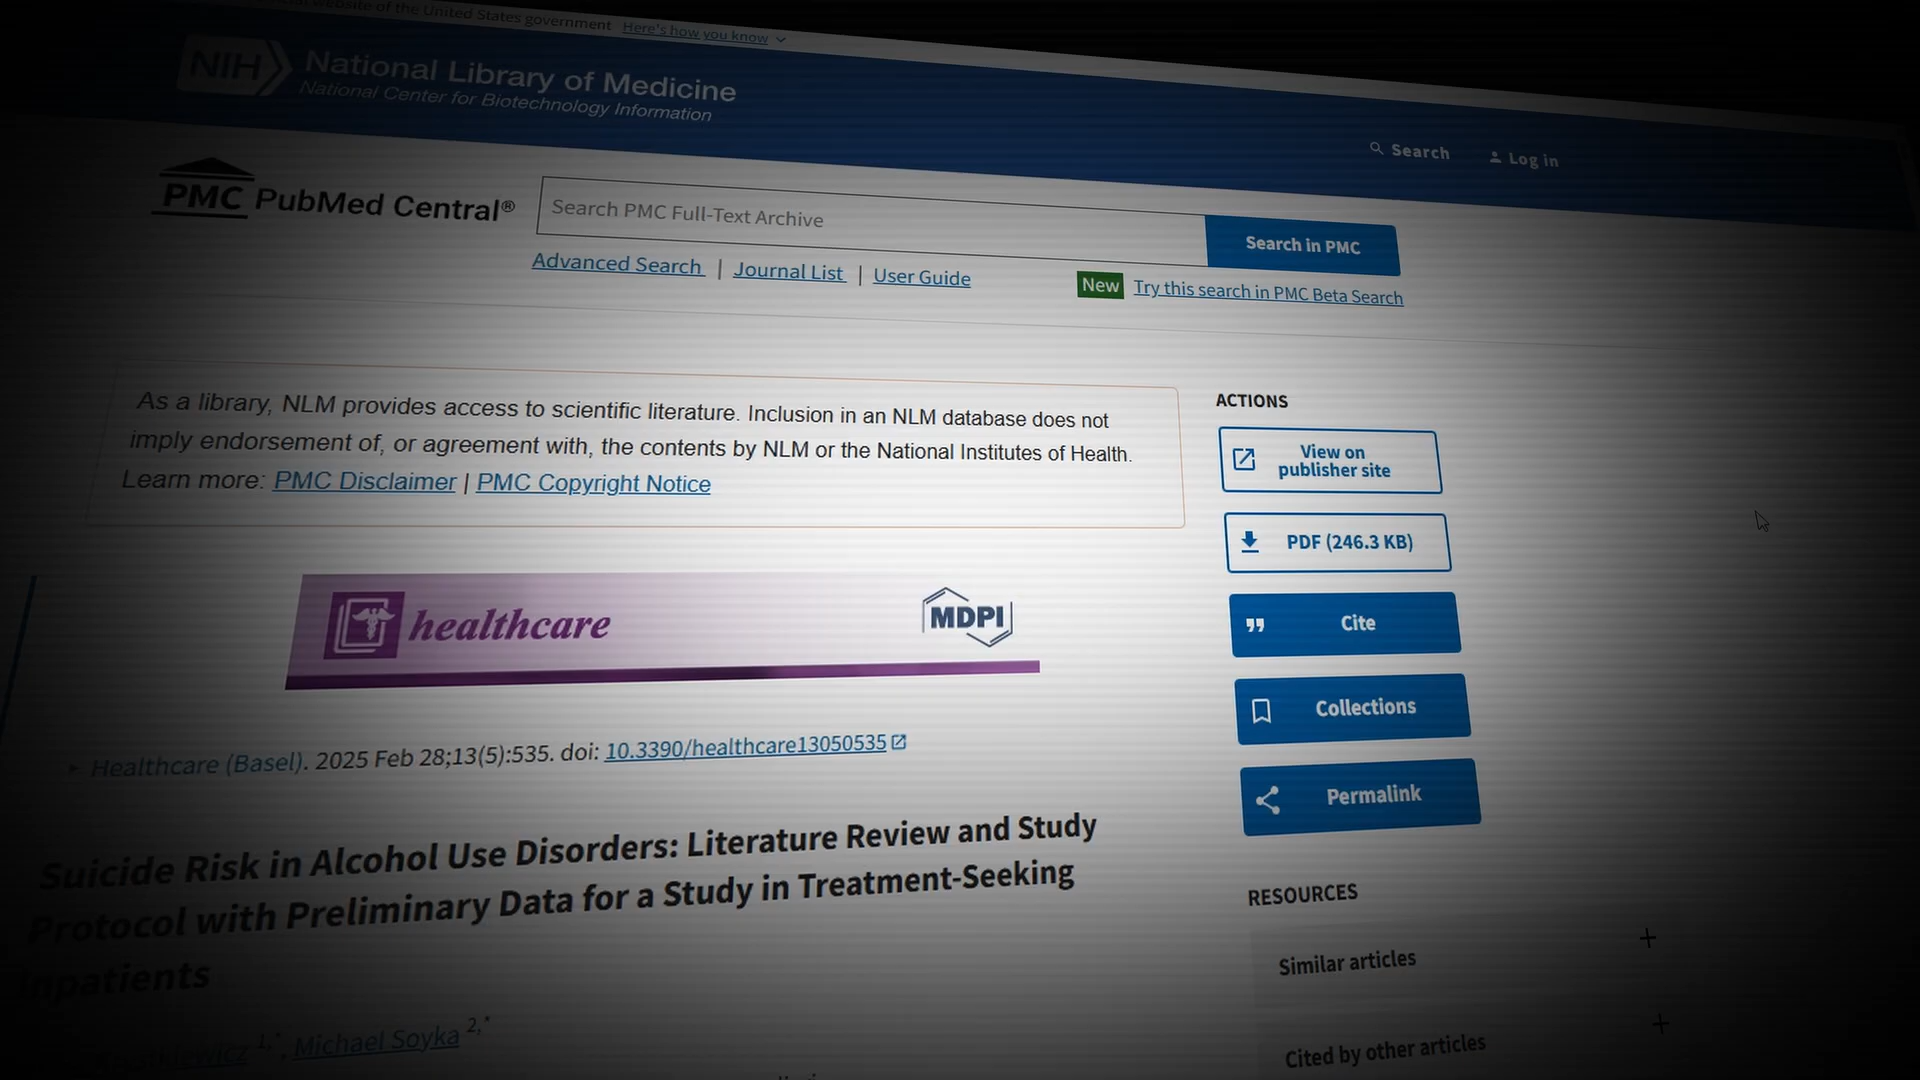 website of the United States government Here's how you know
NIH National Library of Medicine
National Center for Biotechnology Information
Search Log in
PMC PubMed Central®
Search PMC Full-Text Archive
Search in PMC
Advanced Search | Journal List | User Guide
New Try this search in PMC Beta Search
As a library, NLM provides access to scientific literature. Inclusion in an NLM database does not
imply endorsement of, or agreement with, the contents by NLM or the National Institutes of Health.
Learn more: PMC Disclaimer | PMC Copyright Notice
ACTIONS
View on
publisher site
PDF (246.3 KB)
Cite
Collections
Permalink
healthcare
MDPI
Healthcare (Basel). 2025 Feb 28;13(5):535. doi: 10.3390/healthcare13050535
Suicide Risk in Alcohol Use Disorders: Literature Review and Study
Protocol with Preliminary Data for a Study in Treatment-Seeking
Inpatients
1,*, Michael Soyka 2,*
RESOURCES
Similar articles
Cited by other articles